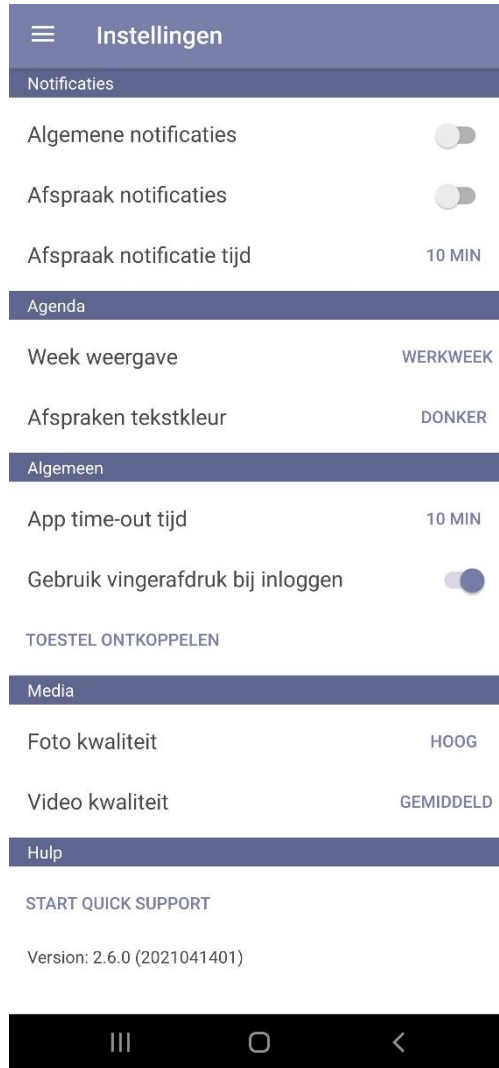 Instellingen
Notificaties
Algemene notificaties
Afspraak notificaties
Afspraak notificatie tijd 10 MIN
Agenda
Week weergave WERKWEEK
Afspraken tekstkleur DONKER
Algemeen
App time-out tijd 10 MIN
Gebruik vingerafdruk bij inloggen
TOESTEL ONTKOPPELEN
Media
Foto kwaliteit HOOG
Video kwaliteit GEMIDDELD
Hulp
START QUICK SUPPORT
Version: 2.6.0 (2021041401)